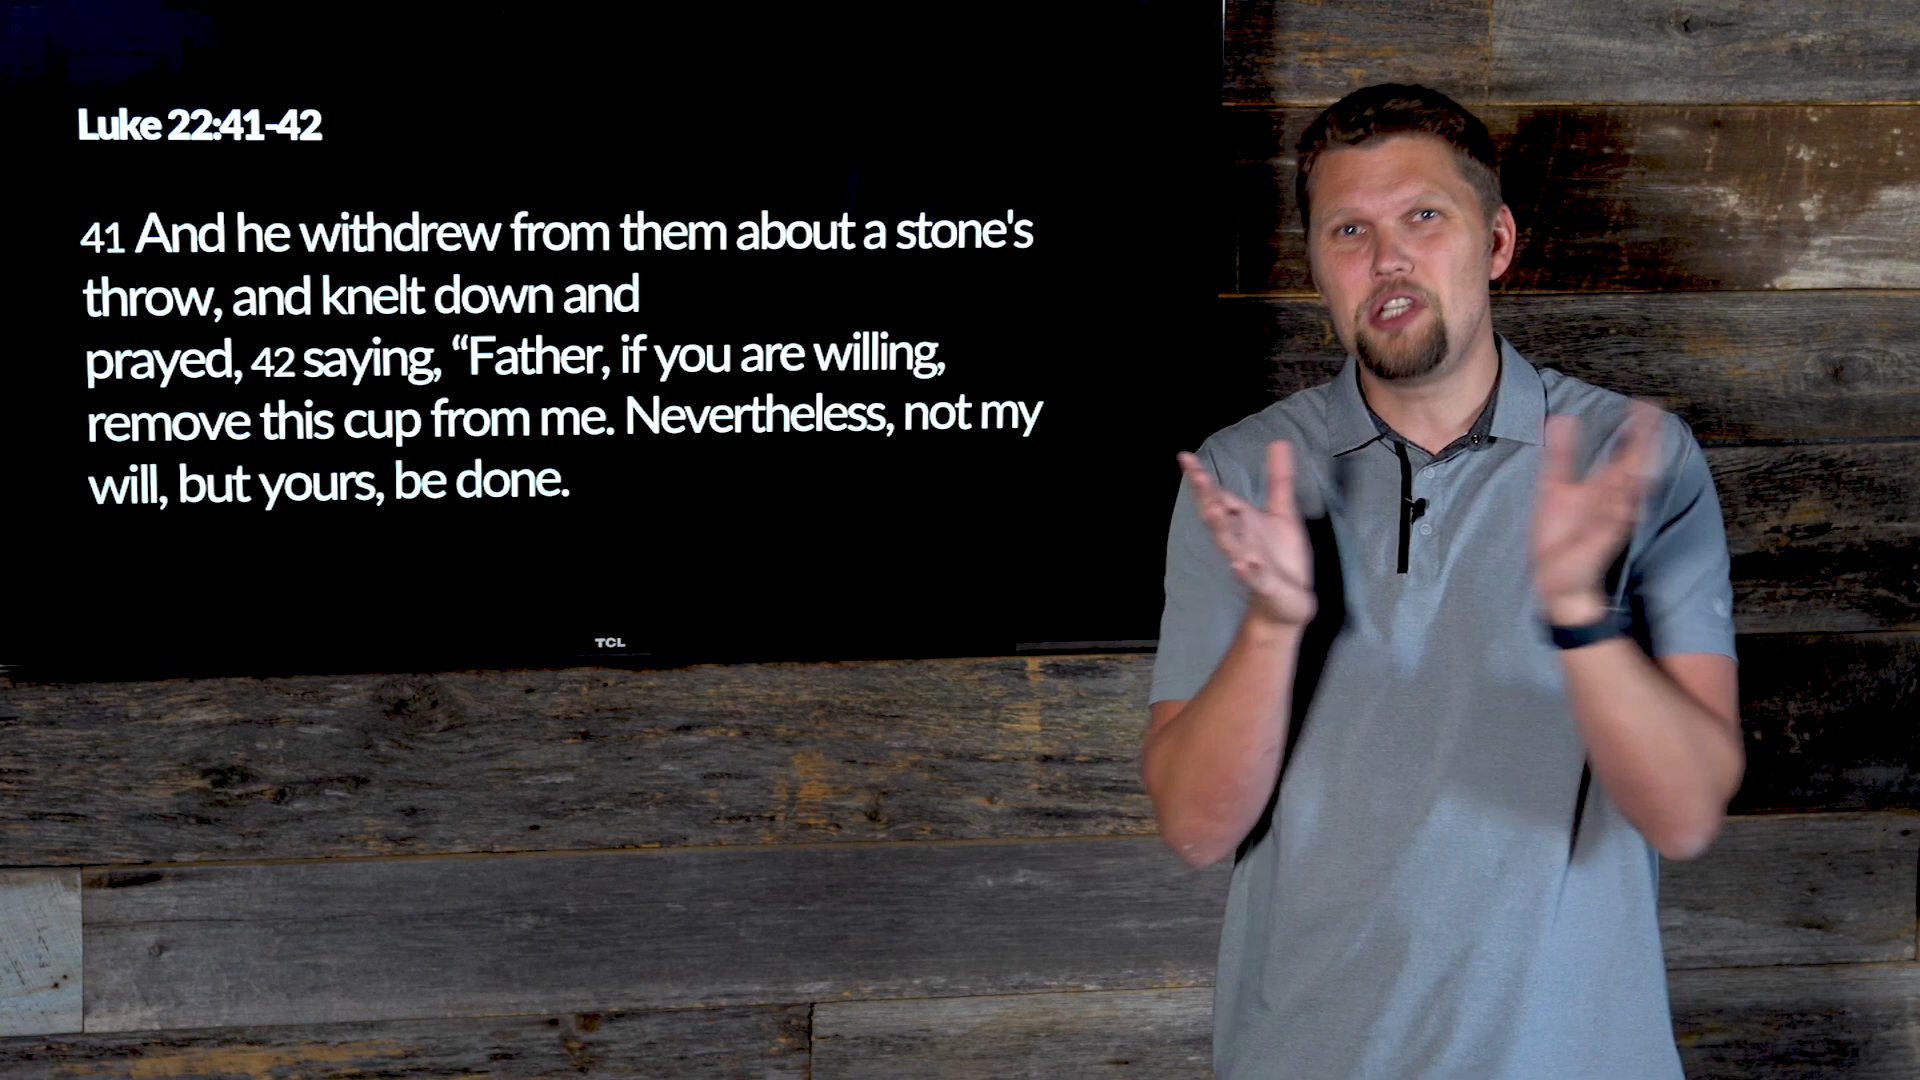 Luke 22:41-42
41 And he withdrew from them about a stone's
throw, and knelt down and
prayed, 42 saying, “Father, if you are willing,
remove this cup from me. Nevertheless, not my
will, but yours, be done.
TCL